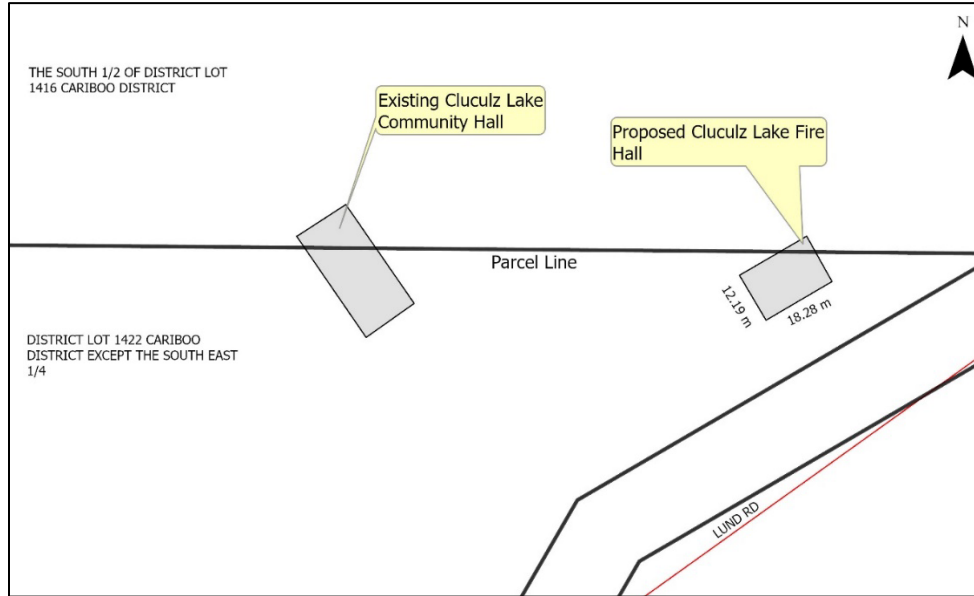 N
THE SOUTH 1/2 OF DISTRICT LOT
1416 CARIBOO DISTRICT
Existing Cluculz Lake
Community Hall
Proposed Cluculz Lake Fire
Hall
Parcel Line
12.19 m
18.28 m
DISTRICT LOT 1422 CARIBOO
DISTRICT EXCEPT THE SOUTH EAST
1/4
LUND RD